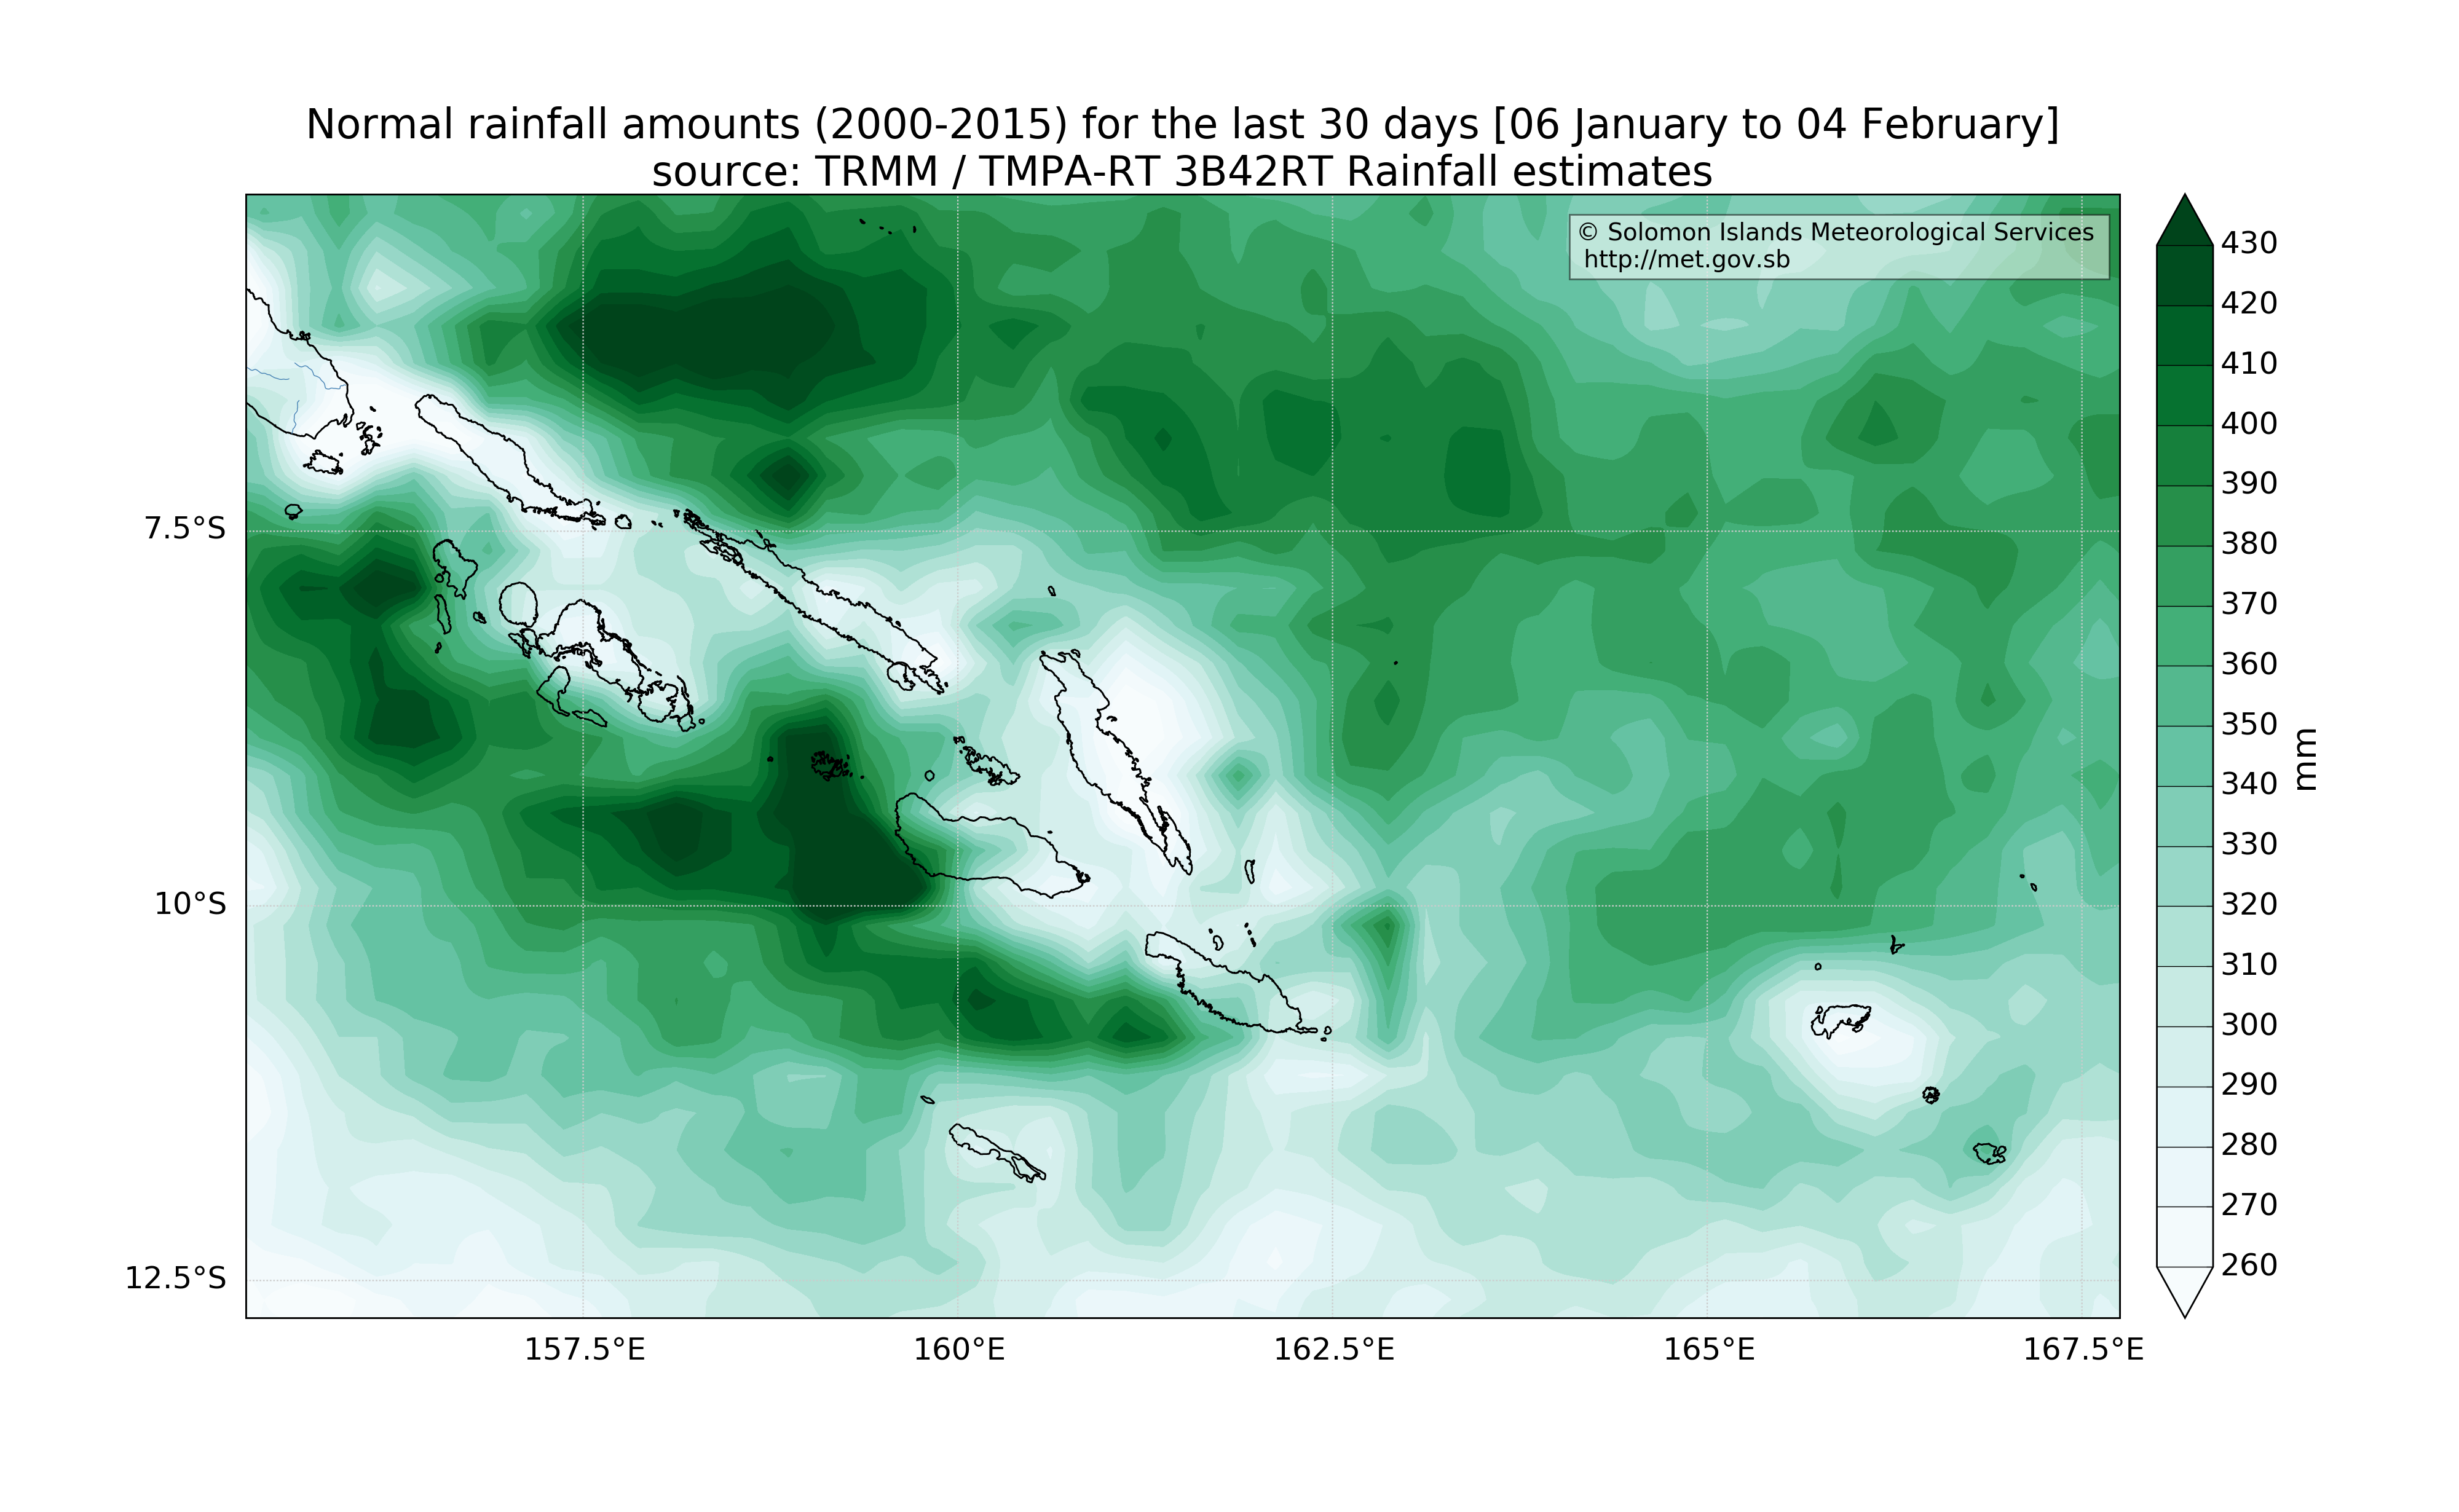 Normal rainfall amounts (2000-2015) for the last 30 days [06 January to 04 February]
source: TRMM / TMPA-RT 3B42RT Rainfall estimates
© Solomon Islands Meteorological Services
http://met.gov.sb
7.5°S
10°S
12.5°S
157.5°E
160°E
162.5°E
165°E
167.5°E
430
420
410
400
390
380
370
360
350
340
330
320
310
300
290
280
270
260
mm